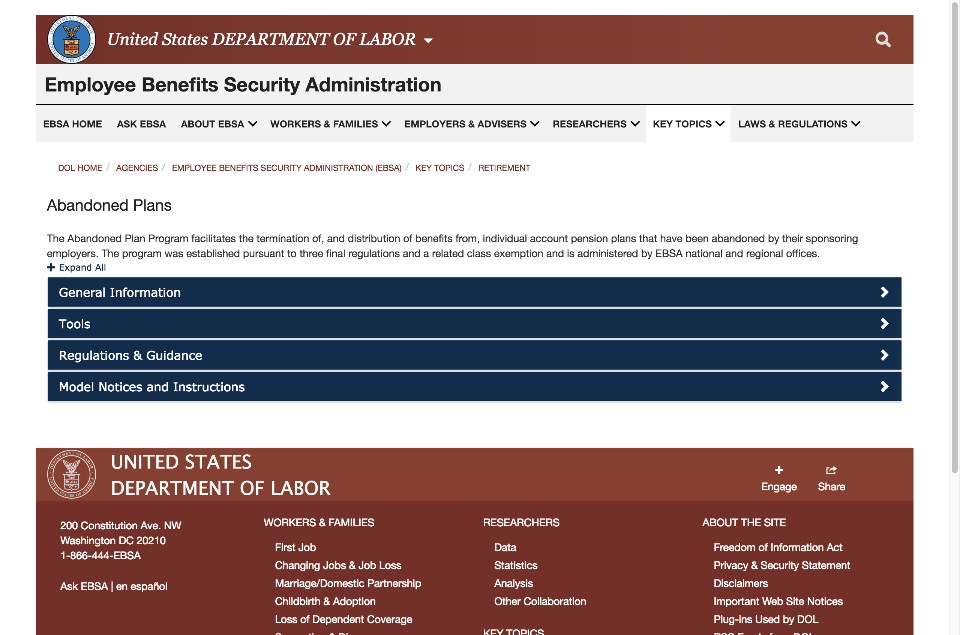 United States DEPARTMENT OF LABOR
Employee Benefits Security Administration
EBSA HOME ASK EBSA ABOUT EBSA WORKERS & FAMILIES EMPLOYERS & ADVISERS RESEARCHERS KEY TOPICS LAWS & REGULATIONS
DOL HOME / AGENCIES / EMPLOYEE BENEFITS SECURITY ADMINISTRATION (EBSA) / KEY TOPICS / RETIREMENT
Abandoned Plans
The Abandoned Plan Program facilitates the termination of, and distribution of benefits from, individual account pension plans that have been abandoned by their sponsoring
employers. The program was established pursuant to three final regulations and a related class exemption and is administered by EBSA national and regional offices.
+ Expand All
General Information
Tools
Regulations & Guidance
Model Notices and Instructions
UNITED STATES
DEPARTMENT OF LABOR
Engage Share
200 Constitution Ave. NW
Washington DC 20210
1-866-444-EBSA
Ask EBSA | en español
WORKERS & FAMILIES
First Job
Changing Jobs & Job Loss
Marriage/Domestic Partnership
Childbirth & Adoption
Loss of Dependent Coverage
RESEARCHERS
Data
Statistics
Analysis
Other Collaboration
KEY TOPICS
ABOUT THE SITE
Freedom of Information Act
Privacy & Security Statement
Disclaimers
Important Web Site Notices
Plug-ins Used by DOL